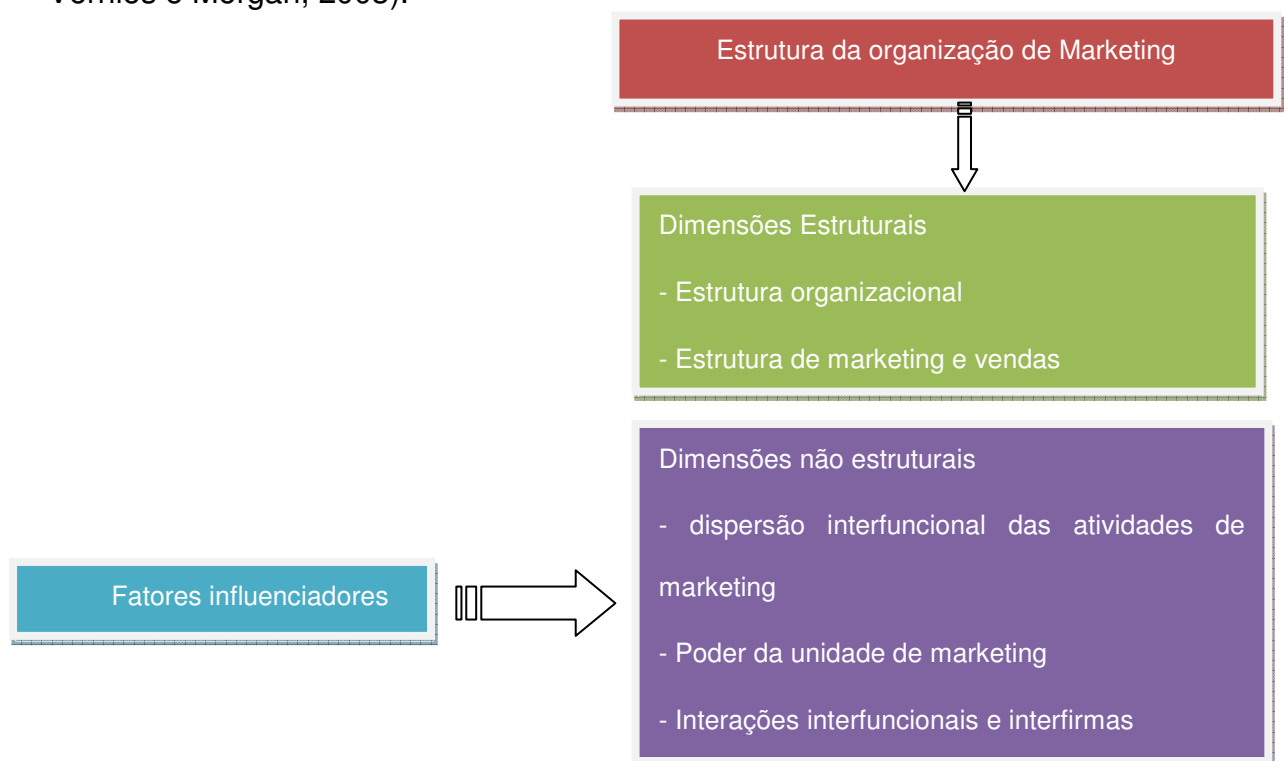 2008).
Estrutura da organização de Marketing
Dimensões Estruturais
- Estrutura organizacional
- Estrutura de marketing e vendas
Dimensões não estruturais
- dispersão interfuncional das atividades de
marketing
- Poder da unidade de marketing
- Interações interfuncionais e interfirmas
Fatores influenciadores